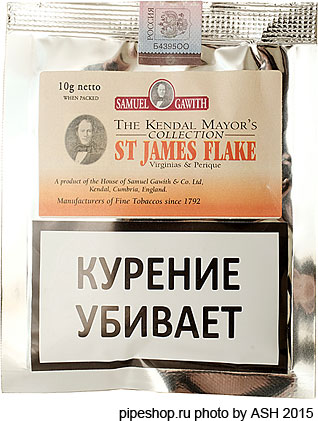 РОССИЯ
Б439500
10g netto
WHEN PACKED
SAMUEL GAWITH
THE KENDAL MAYOR'S
COLLECTION
ST JAMES FLAKE
Virginias & Perique
A product of the House of Samuel Gawith & Co. Ltd,
Kendal, Cumbria, England.
Manufacturers of Fine Tobaccos since 1792
КУРЕНИЕ
УБИВАЕТ
pipeshop.ru photo by ASH 2015